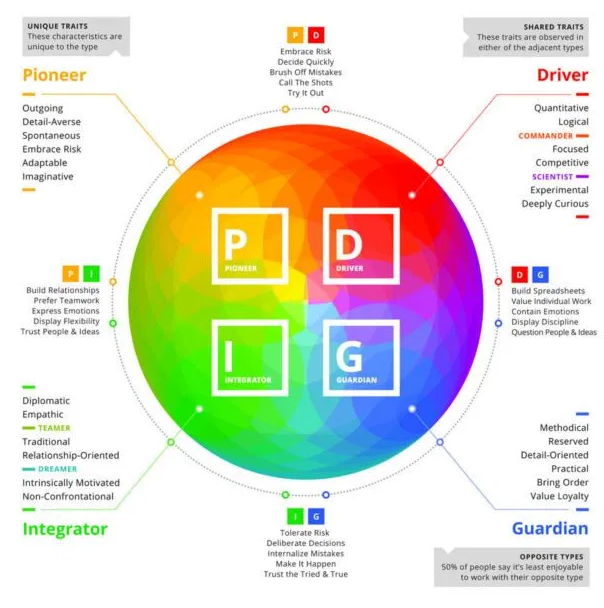 UNIQUE TRAITS
These characteristics are
unique to the type
SHARED TRAITS
These traits are observed in
either of the adjacent types
P D
Embrace Risk
Decide Quickly
Brush Off Mistakes
Call The Shots
Try It Out
Pioneer
Outgoing
Detail-Averse
Spontaneous
Embrace Risk
Adaptable
Imaginative
Driver
Quantitative
Logical
COMMANDER
Focused
Competitive
SCIENTIST
Experimental
Deeply Curious
P
PIONEER
D
DRIVER
I
INTEGRATOR
G
GUARDIAN
P I
Build Relationships
Prefer Teamwork
Express Emotions
Display Flexibility
Trust People & Ideas
D G
Build Spreadsheets
Value Individual Work
Contain Emotions
Display Discipline
Question People & Ideas
Diplomatic
Empathic
TEAMER
Traditional
Relationship-Oriented
DREAMER
Intrinsically Motivated
Non-Confrontational
Integrator
Methodical
Reserved
Detail-Oriented
Practical
Bring Order
Value Loyalty
Guardian
I G
Tolerate Risk
Deliberate Decisions
Internalize Mistakes
Make It Happen
Trust the Tried & True
OPPOSITE TYPES
50% of people say it's least enjoyable
to work with their opposite type